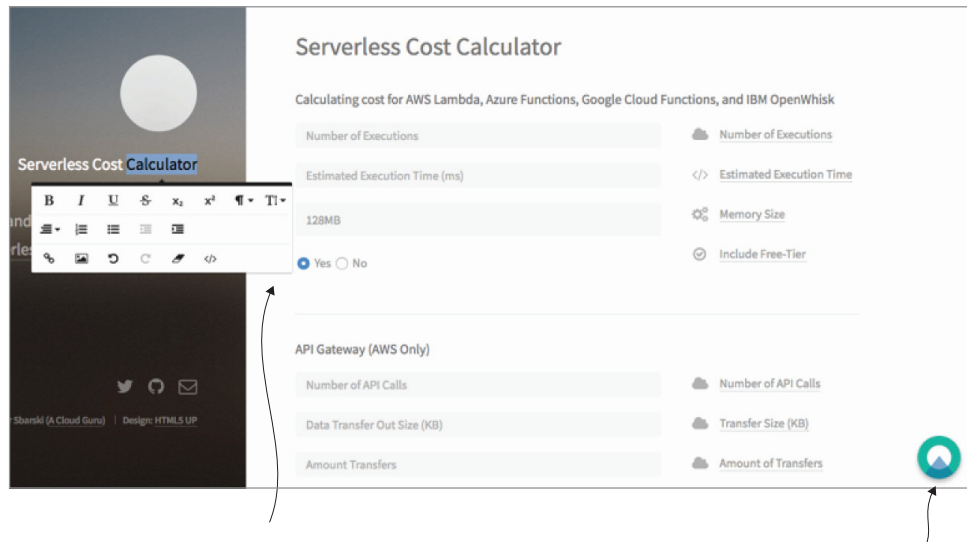 Serverless Cost Calculator
B I U S x₂ x² ¶ T
and
rles
Sbarski (A Cloud Guru) | Design: HTML5 UP
Serverless Cost Calculator
Calculating cost for AWS Lambda, Azure Functions, Google Cloud Functions, and IBM OpenWhisk
Number of Executions
Number of Executions
Estimated Execution Time (ms)
</> Estimated Execution Time
128MB
Memory Size
Yes No
Include Free-Tier
API Gateway (AWS Only)
Number of API Calls
Number of API Calls
Data Transfer Out Size (KB)
Transfer Size (KB)
Amount Transfers
Amount of Transfers